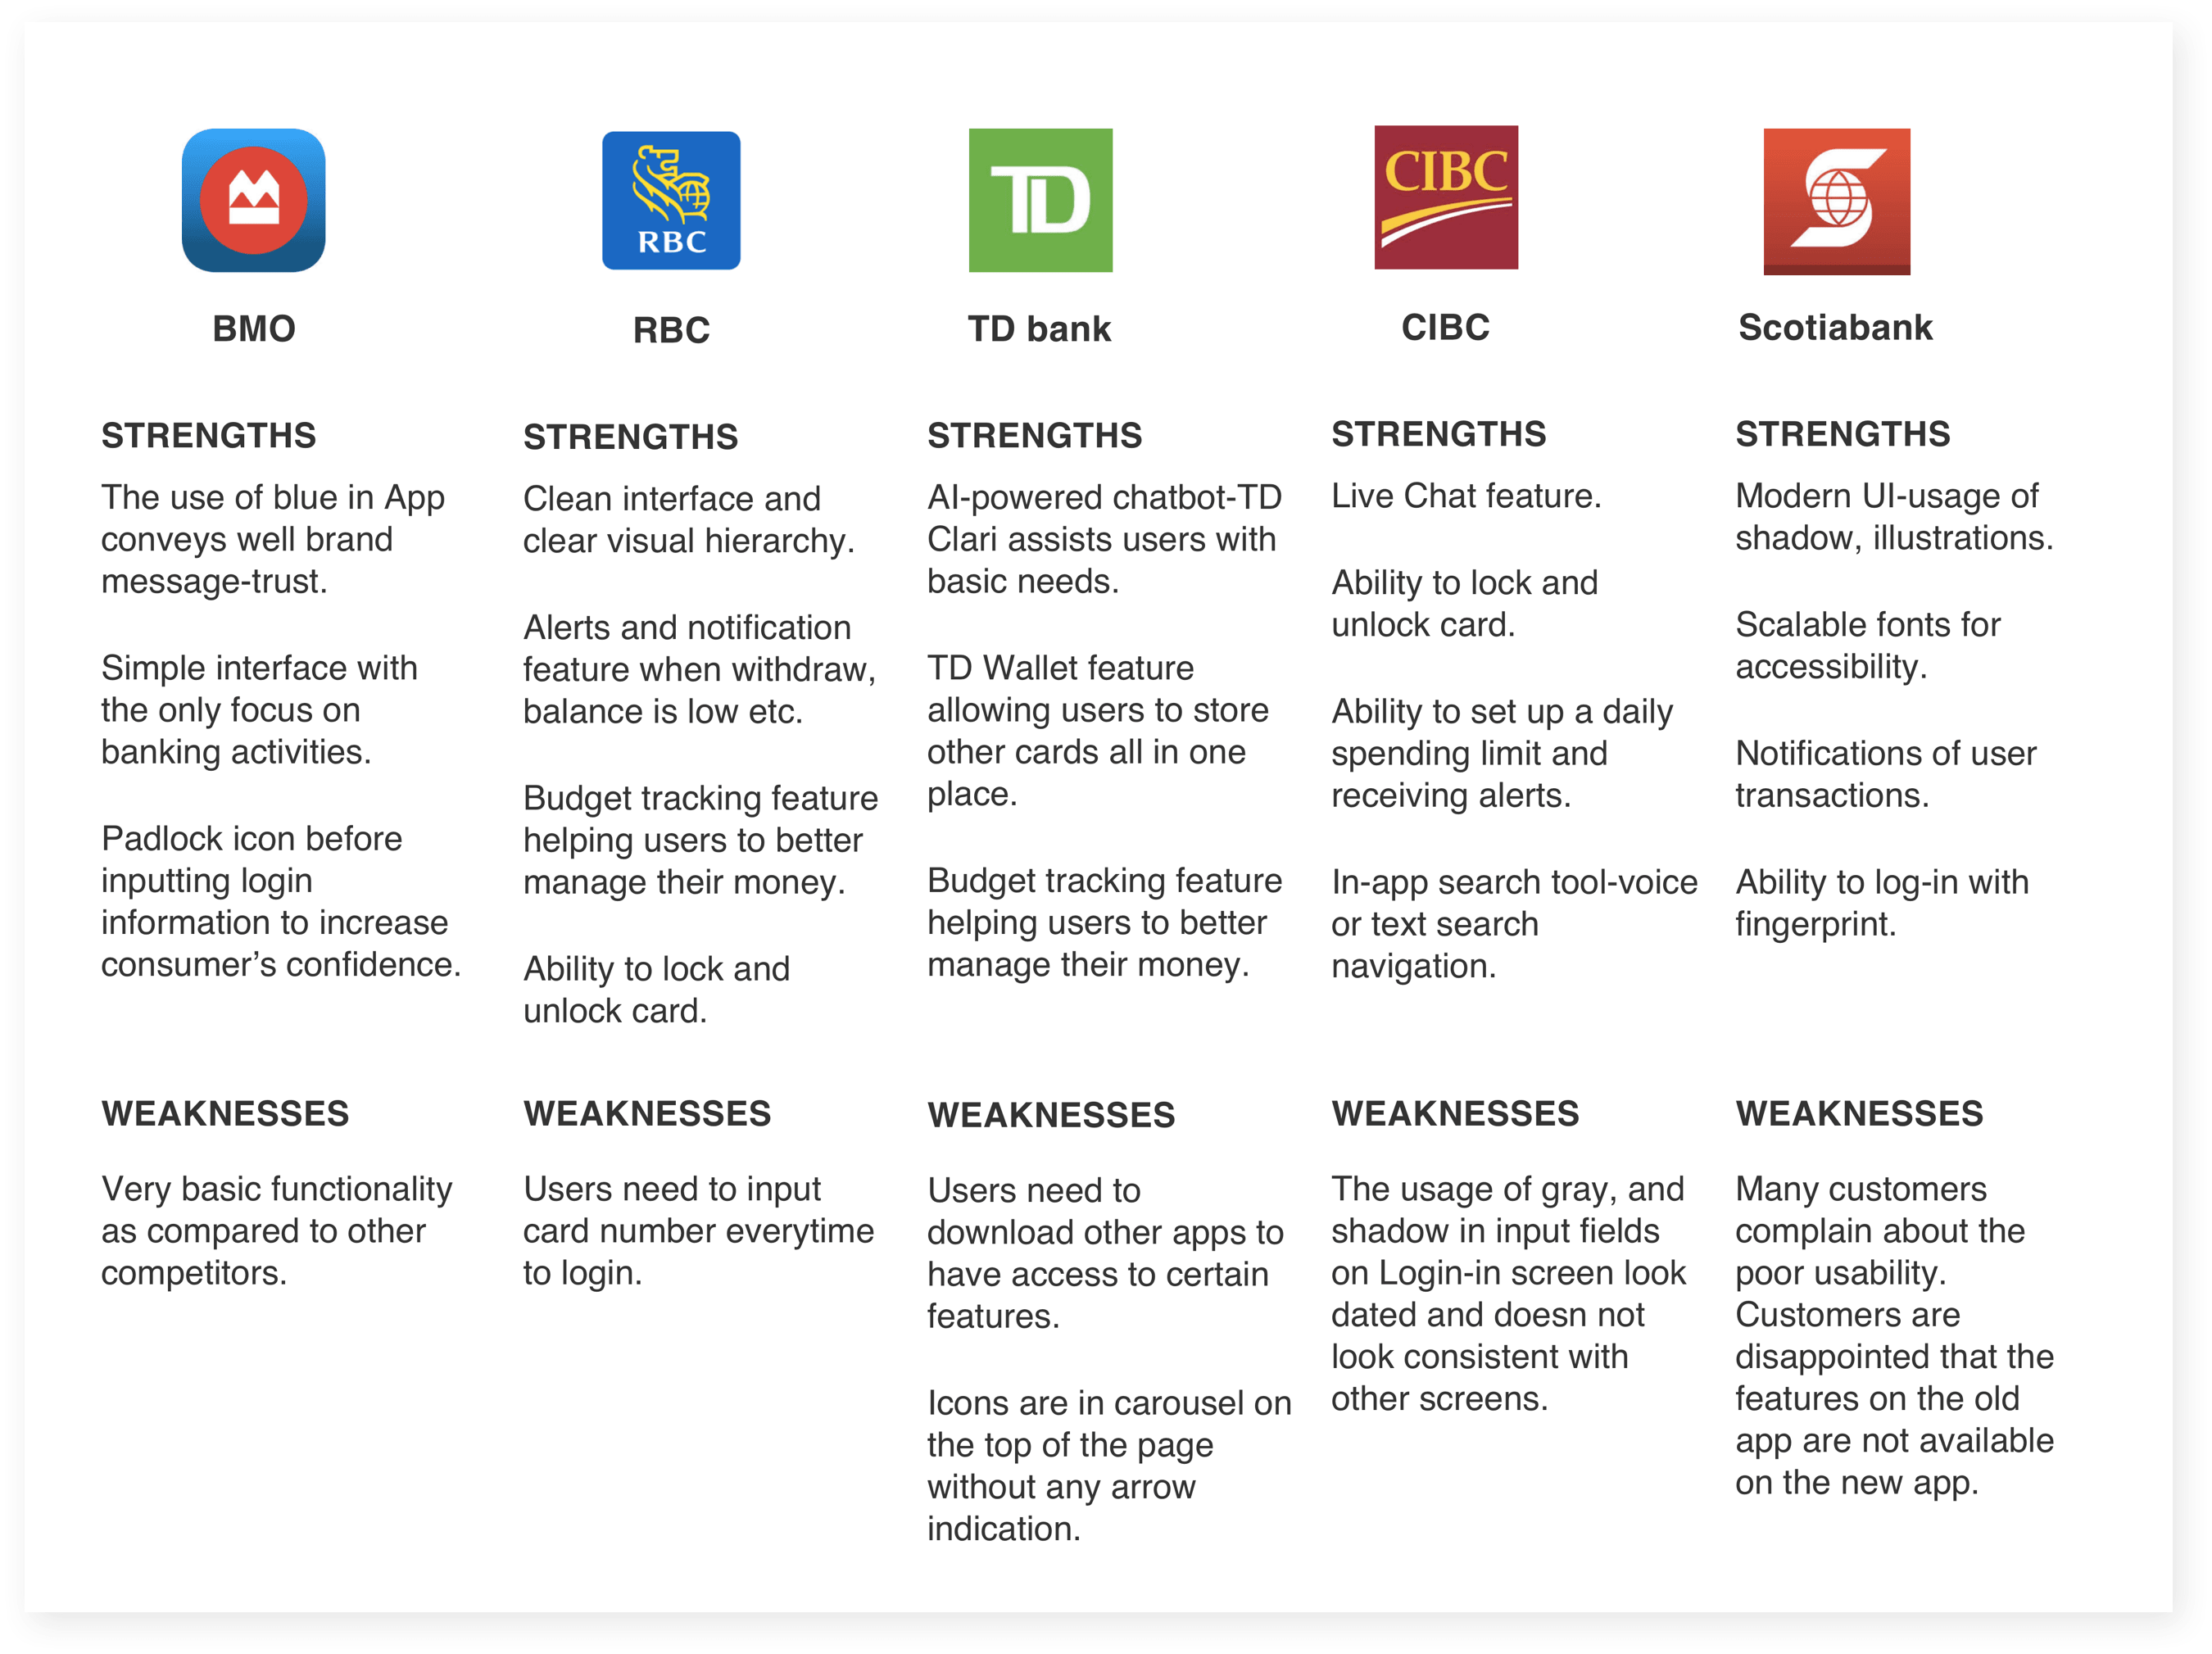 RBC
TD
CIBC
BMO
RBC
TD bank
CIBC
Scotiabank
STRENGTHS
The use of blue in App
conveys well brand
message-trust.
Simple interface with
the only focus on
banking activities.
Padlock icon before
inputting login
information to increase
consumer’s confidence.
WEAKNESSES
Very basic functionality
as compared to other
competitors.
STRENGTHS
Clean interface and
clear visual hierarchy.
Alerts and notification
feature when withdraw,
balance is low etc.
Budget tracking feature
helping users to better
manage their money.
Ability to lock and
unlock card.
WEAKNESSES
Users need to input
card number everytime
to login.
STRENGTHS
AI-powered chatbot-TD
Clari assists users with
basic needs.
TD Wallet feature
allowing users to store
other cards all in one
place.
Budget tracking feature
helping users to better
manage their money.
WEAKNESSES
Users need to
download other apps to
have access to certain
features.
Icons are in carousel on
the top of the page
without any arrow
indication.
STRENGTHS
Live Chat feature.
Ability to lock and
unlock card.
Ability to set up a daily
spending limit and
receiving alerts.
In-app search tool-voice
or text search
navigation.
WEAKNESSES
The usage of gray, and
shadow in input fields
on Login-in screen look
dated and doesn not
look consistent with
other screens.
STRENGTHS
Modern UI-usage of
shadow, illustrations.
Scalable fonts for
accessibility.
Notifications of user
transactions.
Ability to log-in with
fingerprint.
WEAKNESSES
Many customers
complain about the
poor usability.
Customers are
disappointed that the
features on the old
app are not available
on the new app.